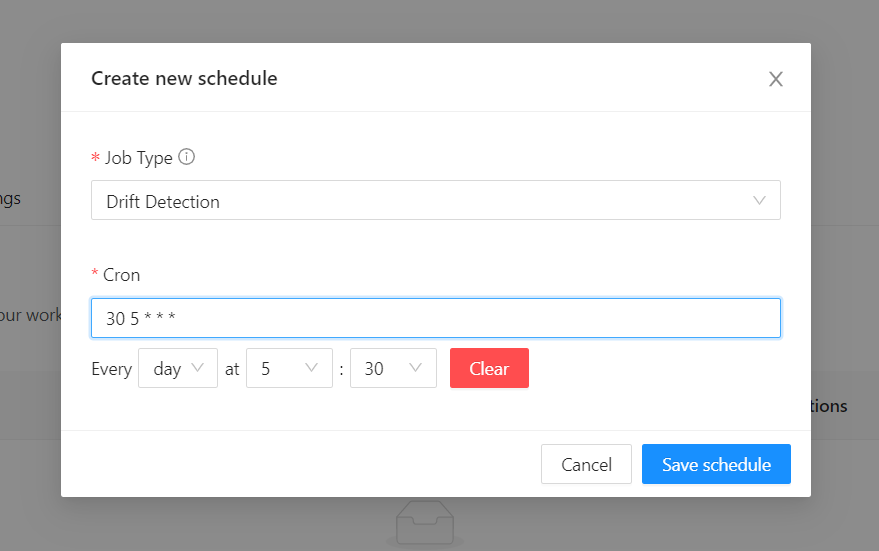 Create new schedule
* Job Type
ngs
Drift Detection
* Cron
our work
30 5 * * *
Every day at 5 : 30 Clear
tions
Cancel Save schedule